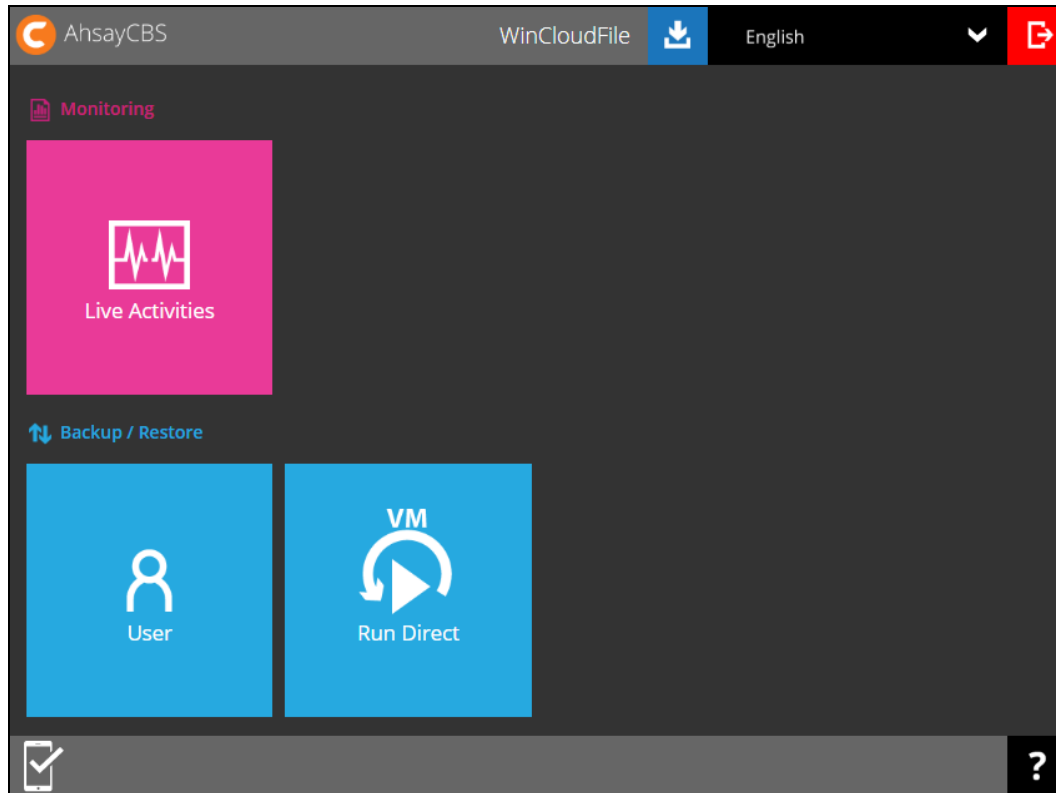 AhsayCBS
WinCloudFile
English
Monitoring
Live Activities
Backup / Restore
User
VM
Run Direct
?